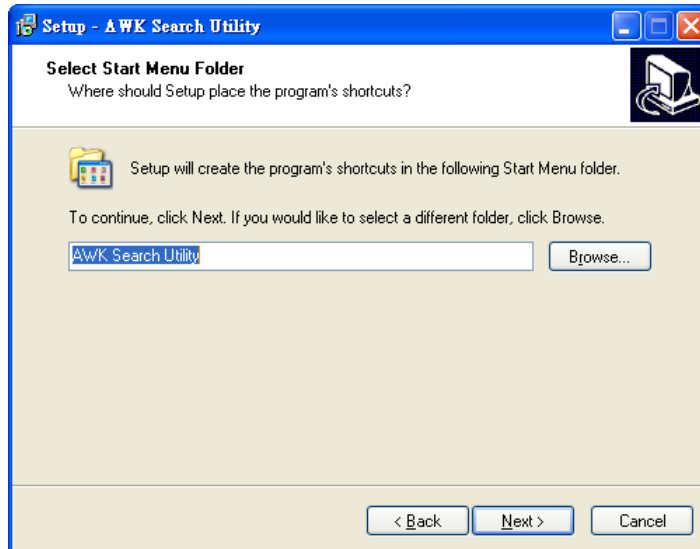 Setup - AWK Search Utility
Select Start Menu Folder
Where should Setup place the program's shortcuts?
Setup will create the program's shortcuts in the following Start Menu folder.
To continue, click Next. If you would like to select a different folder, click Browse.
AWK Search Utility
Browse...
< Back
Next >
Cancel